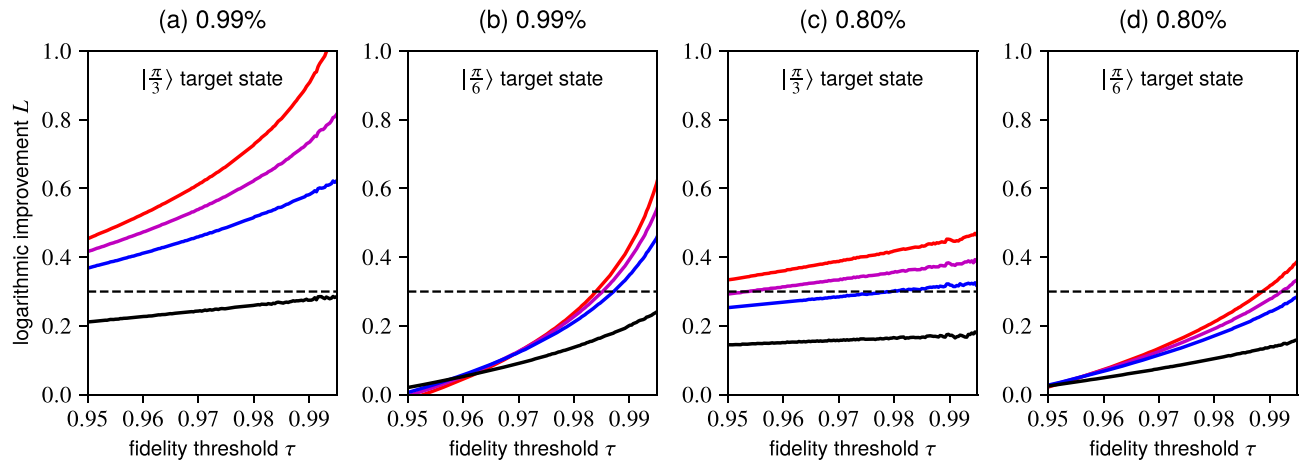 (a) 0.99%
(b) 0.99%
(c) 0.80%
(d) 0.80%
logarithmic improvement L
1.0
0.8
0.6
0.4
0.2
0.0
|π/3⟩ target state
0.95 0.96 0.97 0.98 0.99
fidelity threshold τ
1.0
0.8
0.6
0.4
0.2
0.0
|π/6⟩ target state
0.95 0.96 0.97 0.98 0.99
fidelity threshold τ
1.0
0.8
0.6
0.4
0.2
0.0
|π/3⟩ target state
0.95 0.96 0.97 0.98 0.99
fidelity threshold τ
1.0
0.8
0.6
0.4
0.2
0.0
|π/6⟩ target state
0.95 0.96 0.97 0.98 0.99
fidelity threshold τ